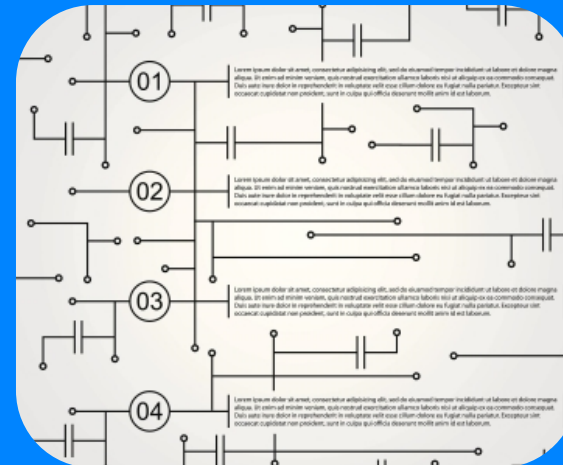 01
Lorem ipsum dolor sit amet, consectetur adipisicing elit, sed do eiusmod tempor incididunt ut labore et dolore magna
aliqua. Ut enim ad minim veniam, quis nostrud exercitation ullamco laboris nisi ut aliquip ex ea commodo consequat.
Duis aute irure dolor in reprehenderit in voluptate velit esse cillum dolore eu fugiat nulla pariatur. Excepteur sint
occaecat cupidatat non proident, sunt in culpa qui officia deserunt mollit anim id est laborum.
02
Lorem ipsum dolor sit amet, consectetur adipisicing elit, sed do eiusmod tempor incididunt ut labore et dolore magna
aliqua. Ut enim ad minim veniam, quis nostrud exercitation ullamco laboris nisi ut aliquip ex ea commodo consequat.
Duis aute irure dolor in reprehenderit in voluptate velit esse cillum dolore eu fugiat nulla pariatur. Excepteur sint
occaecat cupidatat non proident, sunt in culpa qui officia deserunt mollit anim id est laborum.
03
Lorem ipsum dolor sit amet, consectetur adipisicing elit, sed do eiusmod tempor incididunt ut labore et dolore magna
aliqua. Ut enim ad minim veniam, quis nostrud exercitation ullamco laboris nisi ut aliquip ex ea commodo consequat.
Duis aute irure dolor in reprehenderit in voluptate velit esse cillum dolore eu fugiat nulla pariatur. Excepteur sint
occaecat cupidatat non proident, sunt in culpa qui officia deserunt mollit anim id est laborum.
04
Lorem ipsum dolor sit amet, consectetur adipisicing elit, sed do eiusmod tempor incididunt ut labore et dolore magna
aliqua. Ut enim ad minim veniam, quis nostrud exercitation ullamco laboris nisi ut aliquip ex ea commodo consequat.
Duis aute irure dolor in reprehenderit in voluptate velit esse cillum dolore eu fugiat nulla pariatur. Excepteur sint
occaecat cupidatat non proident, sunt in culpa qui officia deserunt mollit anim id est laborum.